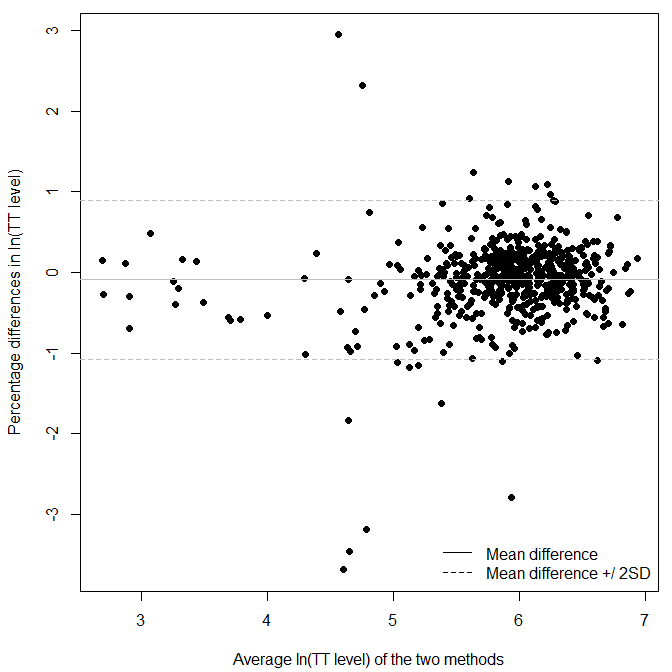 3
2
1
0
-1
-2
-3
Percentage differences in ln(TT level)
Mean difference
Mean difference +/ 2SD
3 4 5 6 7
Average ln(TT level) of the two methods